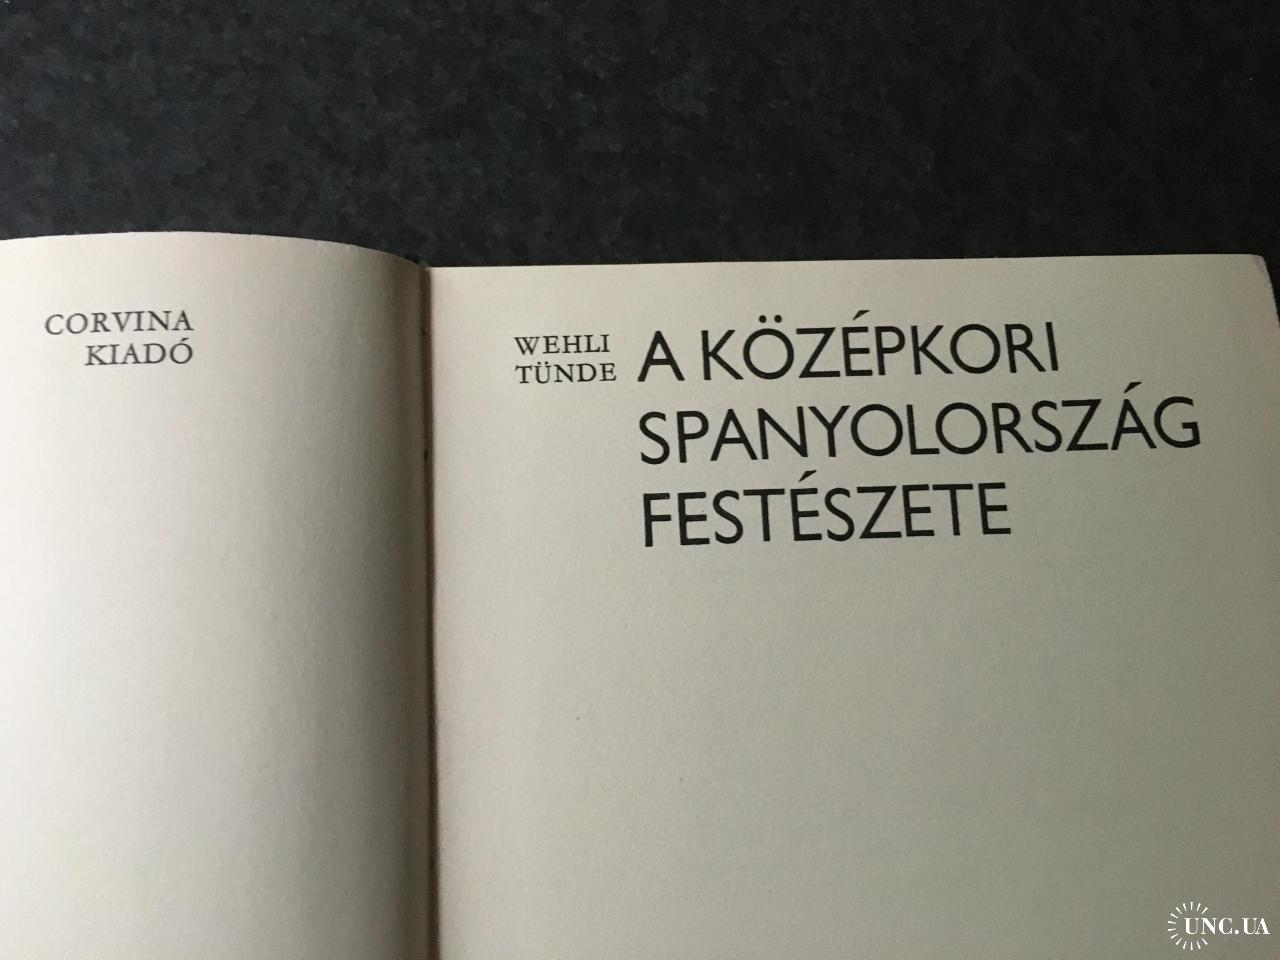 CORVINA
KIADÓ
WEHLI
TÜNDE
A KÖZÉPKORI
SPANYOLORSZÁG
FESTÉSZETE
UNC.UA